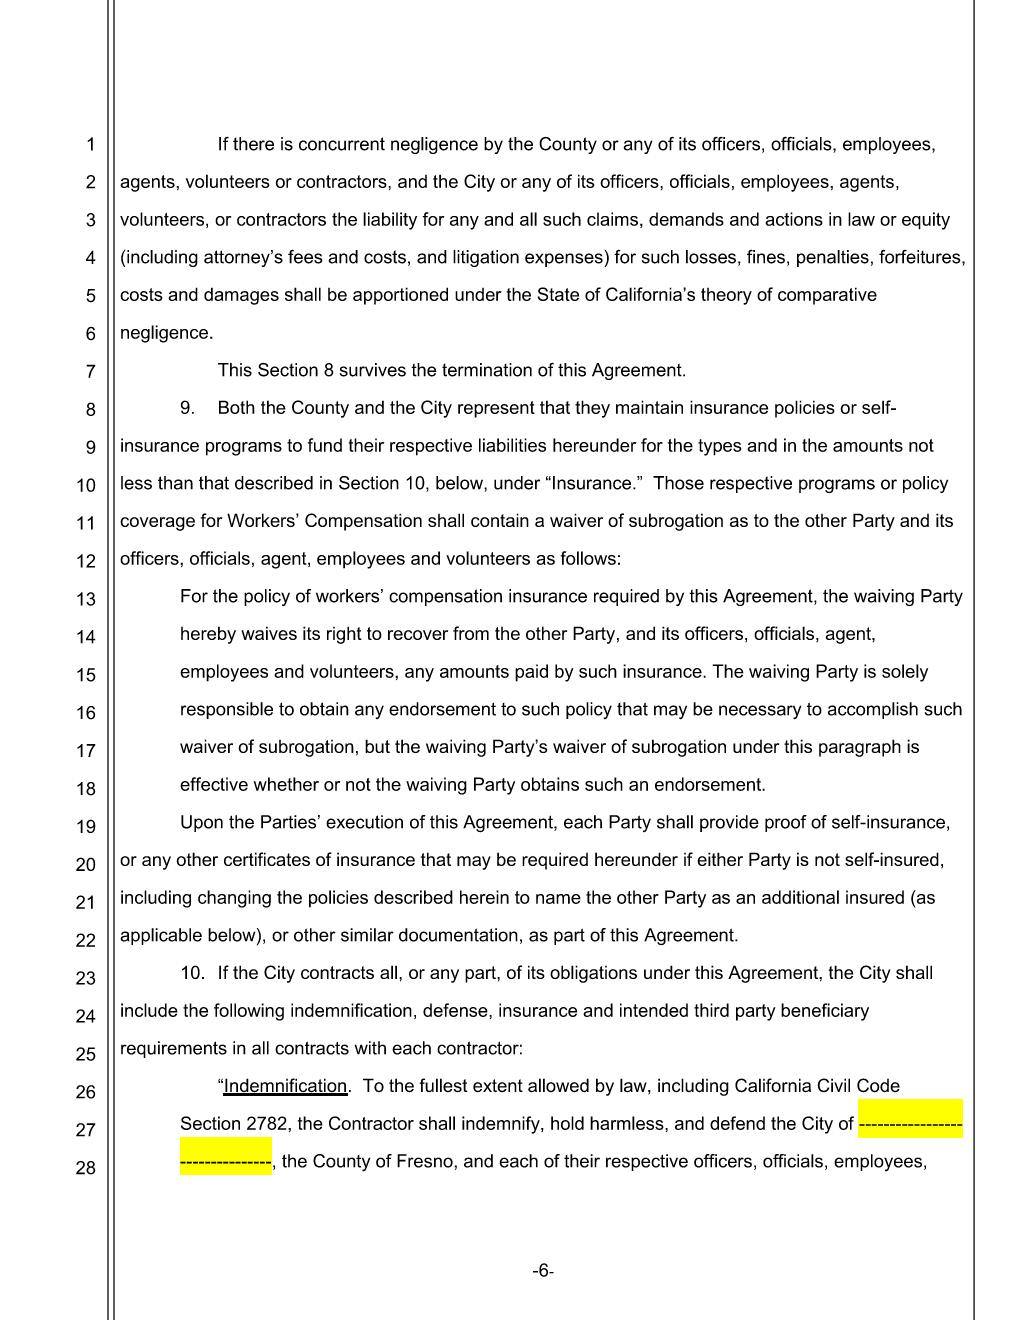 1 If there is concurrent negligence by the County or any of its officers, officials, employees,
2 agents, volunteers or contractors, and the City or any of its officers, officials, employees, agents,
3 volunteers, or contractors the liability for any and all such claims, demands and actions in law or equity
4 (including attorney’s fees and costs, and litigation expenses) for such losses, fines, penalties, forfeitures,
5 costs and damages shall be apportioned under the State of California’s theory of comparative
6 negligence.
7 This Section 8 survives the termination of this Agreement.
8 9. Both the County and the City represent that they maintain insurance policies or self-
9 insurance programs to fund their respective liabilities hereunder for the types and in the amounts not
10 less than that described in Section 10, below, under “Insurance.” Those respective programs or policy
11 coverage for Workers’ Compensation shall contain a waiver of subrogation as to the other Party and its
12 officers, officials, agent, employees and volunteers as follows:
13 For the policy of workers’ compensation insurance required by this Agreement, the waiving Party
14 hereby waives its right to recover from the other Party, and its officers, officials, agent,
15 employees and volunteers, any amounts paid by such insurance. The waiving Party is solely
16 responsible to obtain any endorsement to such policy that may be necessary to accomplish such
17 waiver of subrogation, but the waiving Party’s waiver of subrogation under this paragraph is
18 effective whether or not the waiving Party obtains such an endorsement.
19 Upon the Parties’ execution of this Agreement, each Party shall provide proof of self-insurance,
20 or any other certificates of insurance that may be required hereunder if either Party is not self-insured,
21 including changing the policies described herein to name the other Party as an additional insured (as
22 applicable below), or other similar documentation, as part of this Agreement.
23 10. If the City contracts all, or any part, of its obligations under this Agreement, the City shall
24 include the following indemnification, defense, insurance and intended third party beneficiary
25 requirements in all contracts with each contractor:
26 “Indemnification. To the fullest extent allowed by law, including California Civil Code
27 Section 2782, the Contractor shall indemnify, hold harmless, and defend the City of -----------------
28 ---------------, the County of Fresno, and each of their respective officers, officials, employees,
-6-